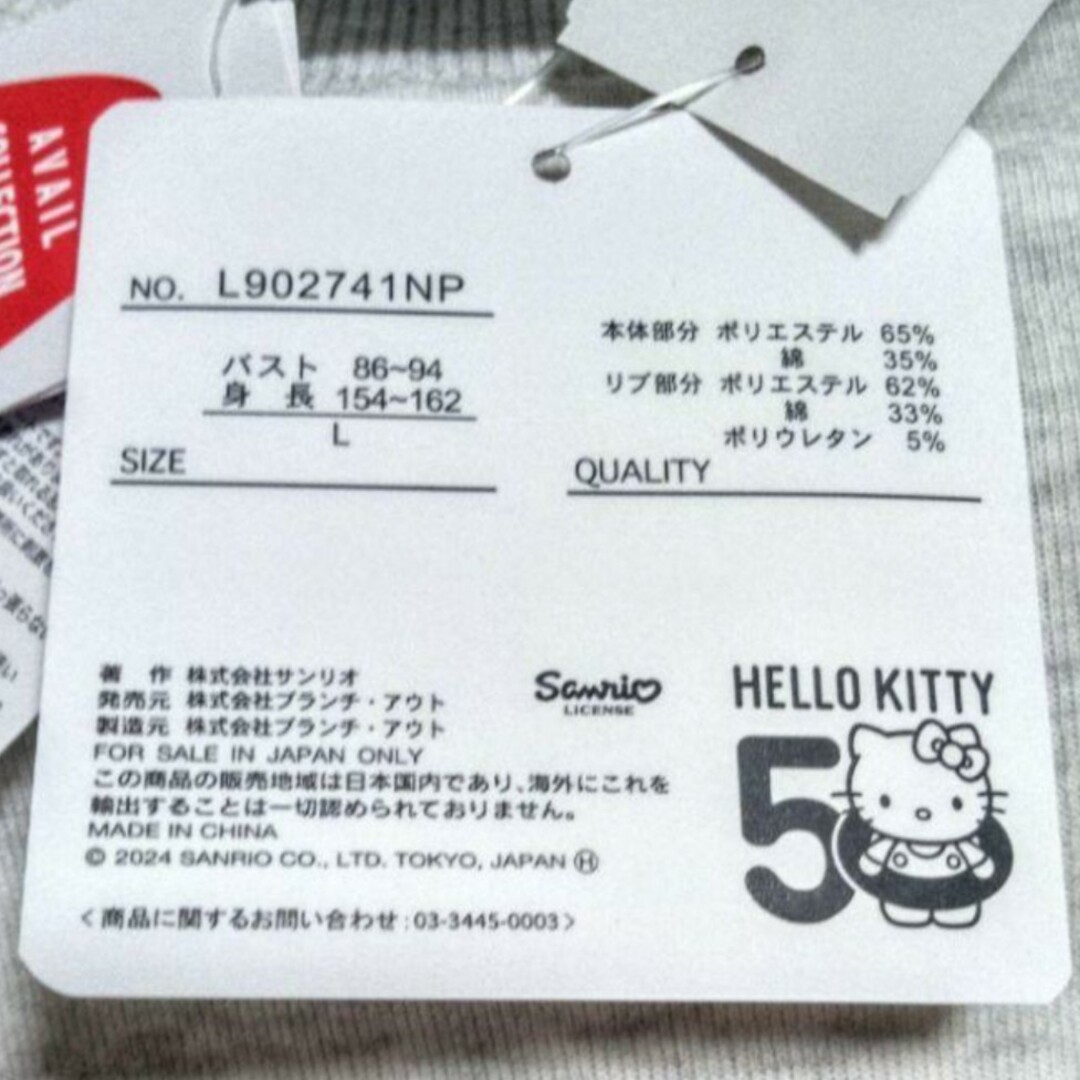 AVAIL
COLLECTION
NO. L902741NP
バスト 86~94
身 長 154~162
L
SIZE
本体部分 ポリエステル 65%
綿 35%
リブ部分 ポリエステル 62%
綿 33%
ポリウレタン 5%
QUALITY
著 作 株式会社サンリオ
発売元 株式会社ブランチ・アウト
製造元 株式会社ブランチ・アウト
FOR SALE IN JAPAN ONLY
この商品の販売地域は日本国内であり、海外にこれを
輸出することは一切認められておりません。
MADE IN CHINA
© 2024 SANRIO CO., LTD. TOKYO, JAPAN Ⓗ
〈商品に関するお問い合わせ:03-3445-0003〉
Sanrio
LICENSE
HELLO KITTY
50